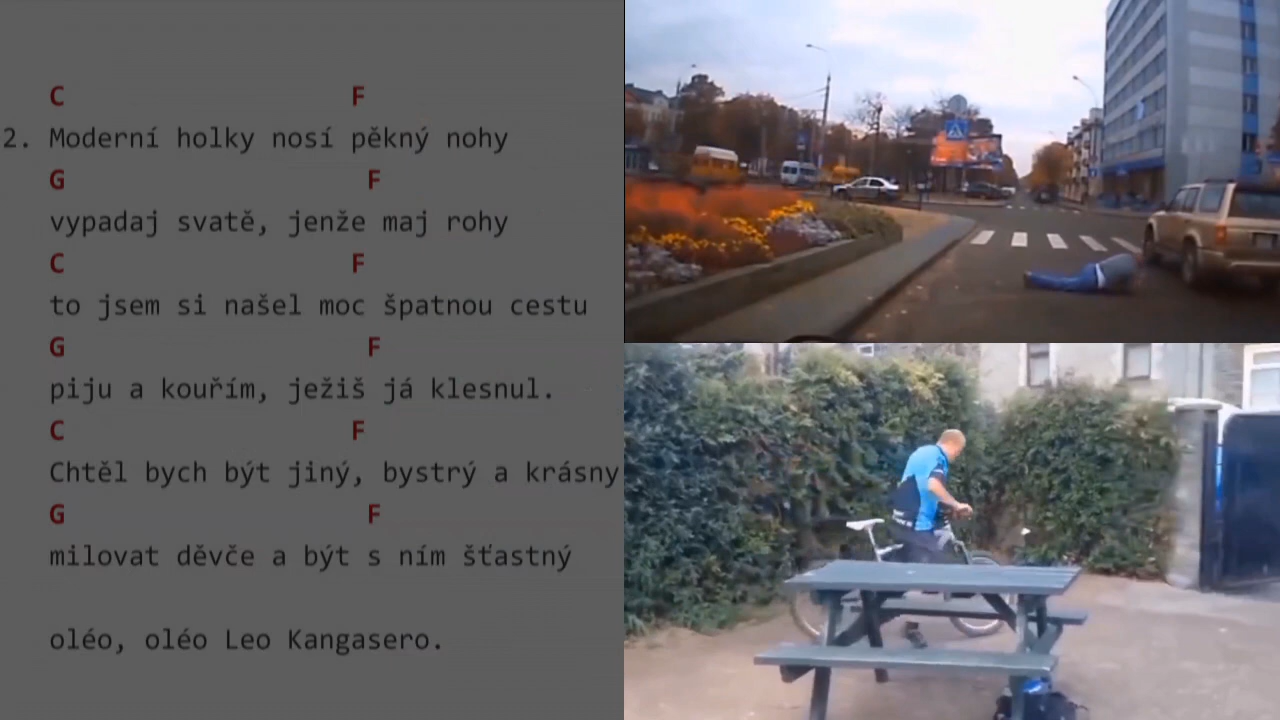 C F
2. Moderní holky nosí pěkný nohy
G F
vypadaj svatě, jenže maj rohy
C F
to jsem si našel moc špatnou cestu
G F
piju a kouřím, ježiš já klesnul.
C F
Chtěl bych být jiný, bystrý a krásny
G F
milovat děvče a být s ním šťastný
oléo, oléo Leo Kangasero.